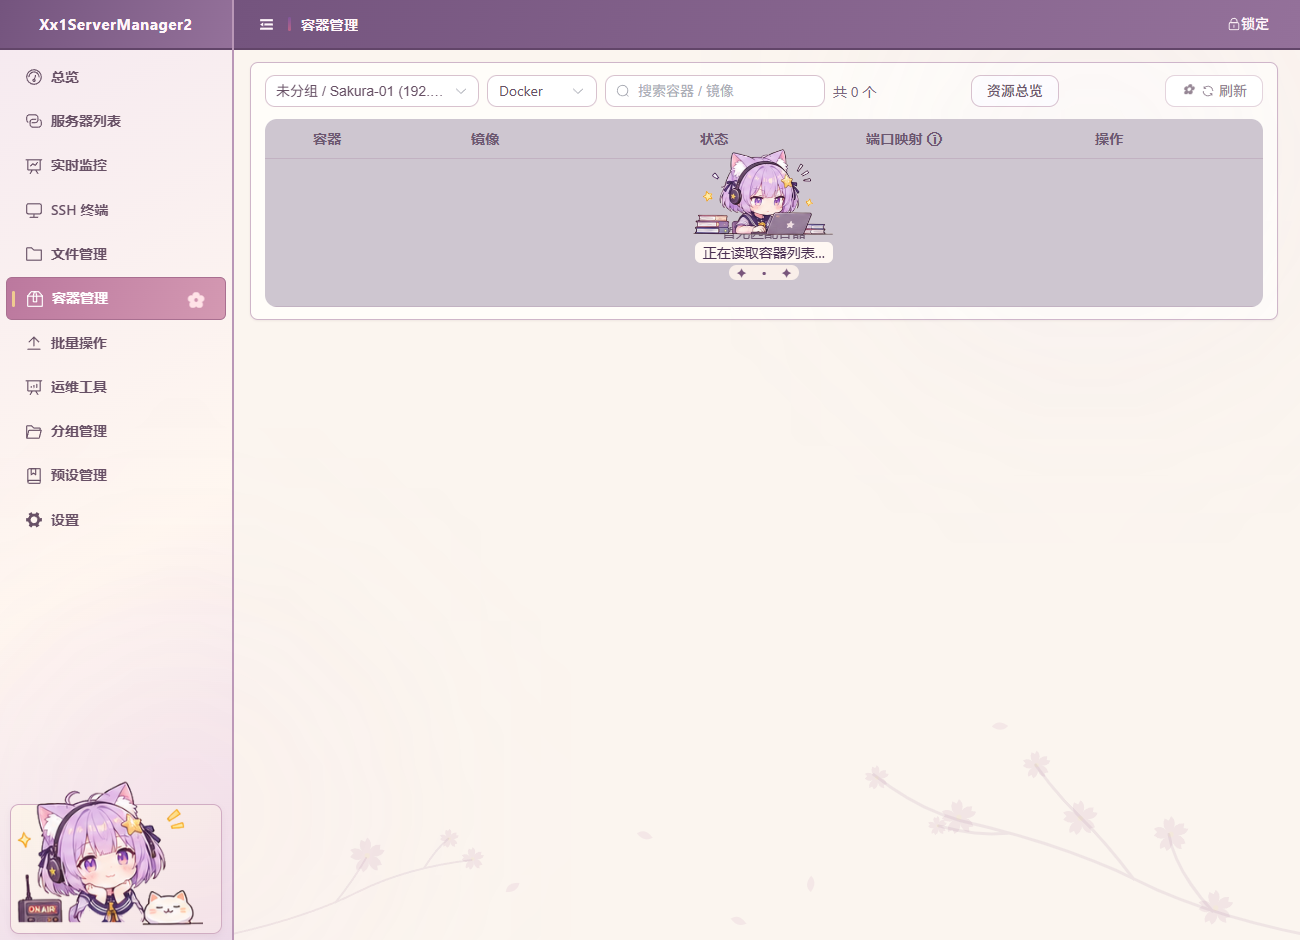 Xx1ServerManager2
容器管理
锁定
总览
服务器列表
实时监控
SSH 终端
文件管理
容器管理
批量操作
运维工具
分组管理
预设管理
设置
未分组 / Sakura-01 (192....
Docker
搜索容器 / 镜像
共 0 个
资源总览
刷新
容器
镜像
状态
端口映射
操作
正在读取容器列表...
ON AIR